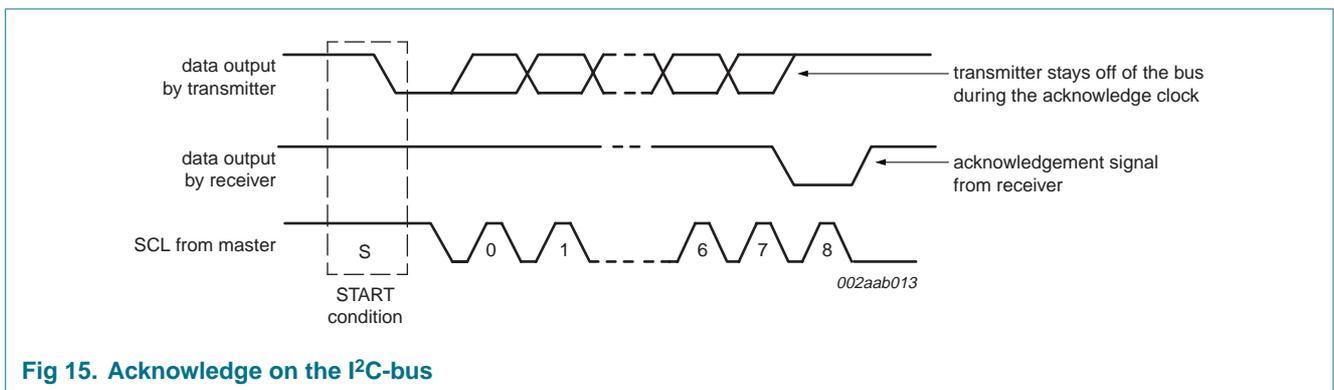 data output
by transmitter
transmitter stays off of the bus
during the acknowledge clock
data output
by receiver
acknowledgement signal
from receiver
SCL from master
S
0
1
6
7
8
002aab013
START
condition
Fig 15. Acknowledge on the I²C-bus